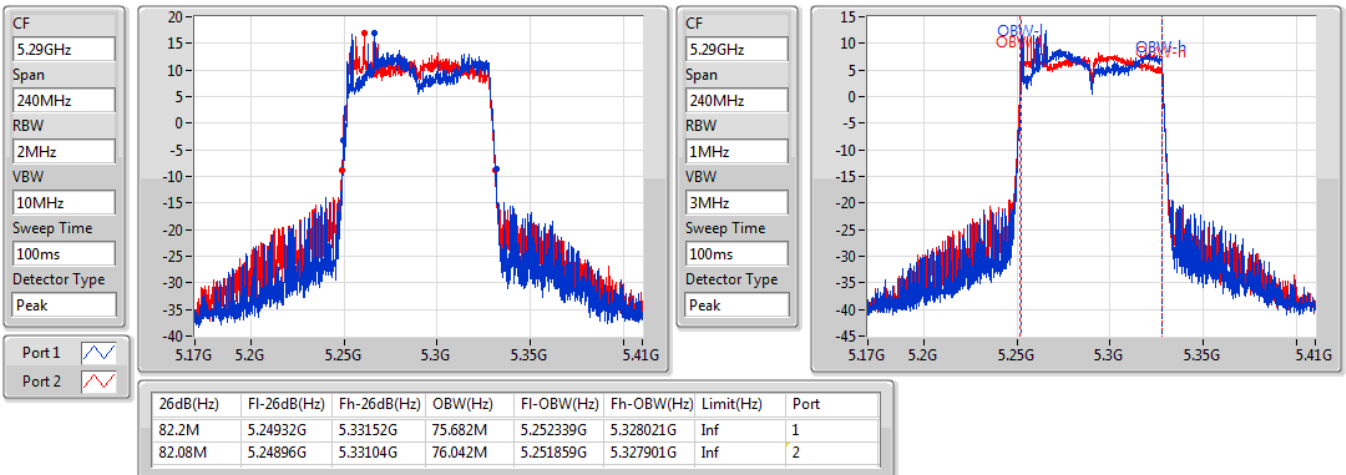 CF
5.29GHz
Span
240MHz
RBW
2MHz
VBW
10MHz
Sweep Time
100ms
Detector Type
Peak
Port 1
Port 2
20
15
10
5
0
-5
-10
-15
-20
-25
-30
-35
-40
5.17G 5.2G 5.25G 5.3G 5.35G 5.41G
CF
5.29GHz
Span
240MHz
RBW
1MHz
VBW
3MHz
Sweep Time
100ms
Detector Type
Peak
15
10
5
0
-5
-10
-15
-20
-25
-30
-35
-40
-45
5.17G 5.2G 5.25G 5.3G 5.35G 5.41G
OBW-l OBW-h
26dB(Hz) Fl-26dB(Hz) Fh-26dB(Hz) OBW(Hz) Fl-OBW(Hz) Fh-OBW(Hz) Limit(Hz) Port
82.2M 5.24932G 5.33152G 75.682M 5.252339G 5.328021G Inf 1
82.08M 5.24896G 5.33104G 76.042M 5.251859G 5.327901G Inf 2